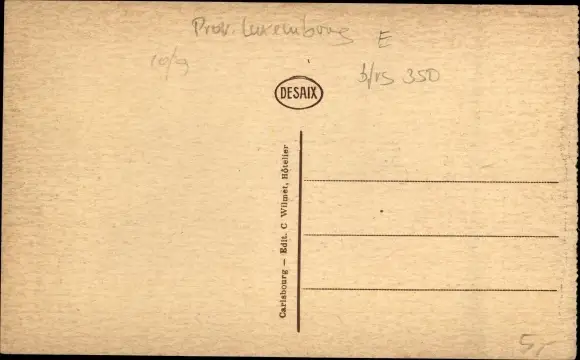 Prov. Luxembourg E
10/9
b/rs 350
DESAIX
Carlsbourg – Edit. C Wilmet, Hôtelier
5,-